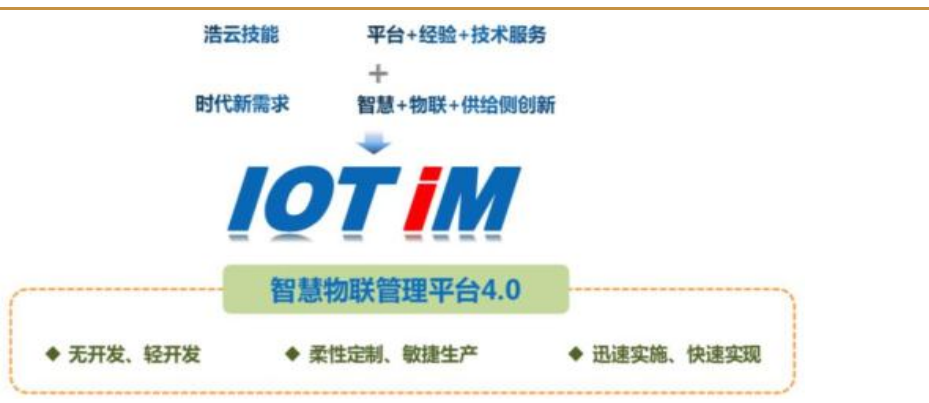 浩云技能 平台+经验+技术服务
+
时代新需求 智慧+物联+供给侧创新
IOT iM
智慧物联管理平台4.0
◆ 无开发、轻开发 ◆ 柔性定制、敏捷生产 ◆ 迅速实施、快速实现